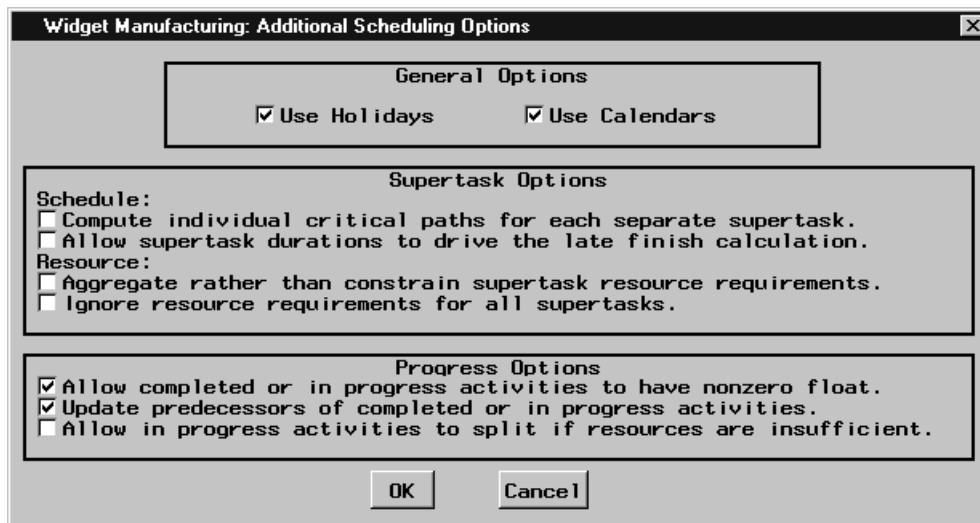 Widget Manufacturing: Additional Scheduling Options
General Options
Use Holidays Use Calendars
Supertask Options
Schedule:
Compute individual critical paths for each separate supertask.
Allow supertask durations to drive the late finish calculation.
Resource:
Aggregate rather than constrain supertask resource requirements.
Ignore resource requirements for all supertasks.
Progress Options
Allow completed or in progress activities to have nonzero float.
Update predecessors of completed or in progress activities.
Allow in progress activities to split if resources are insufficient.
OK Cancel